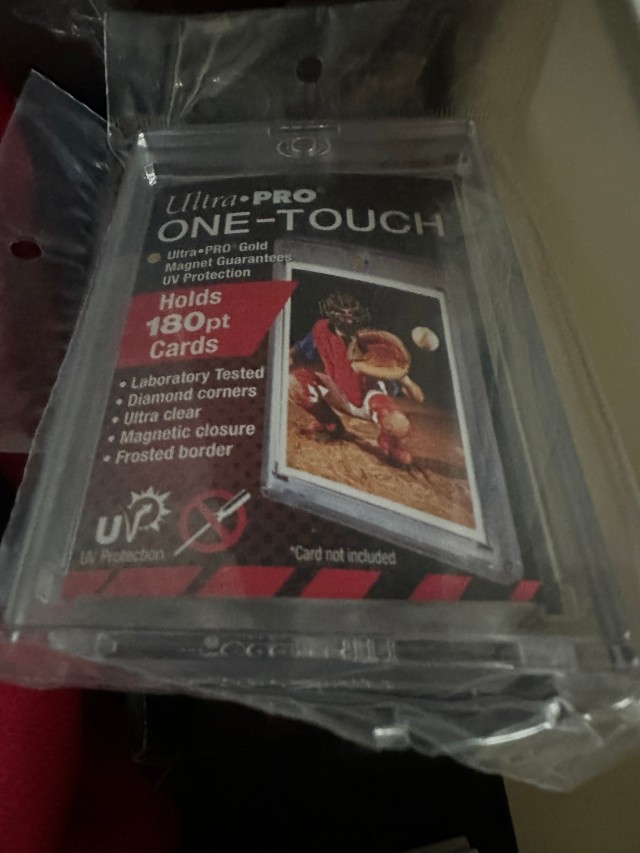 Ultra•PRO®
ONE-TOUCH
Ultra•PRO® Gold
Magnet Guarantees
UV Protection
Holds
180pt
Cards
• Laboratory Tested
• Diamond corners
• Ultra clear
• Magnetic closure
• Frosted border
UV
UV Protection
*Card not included